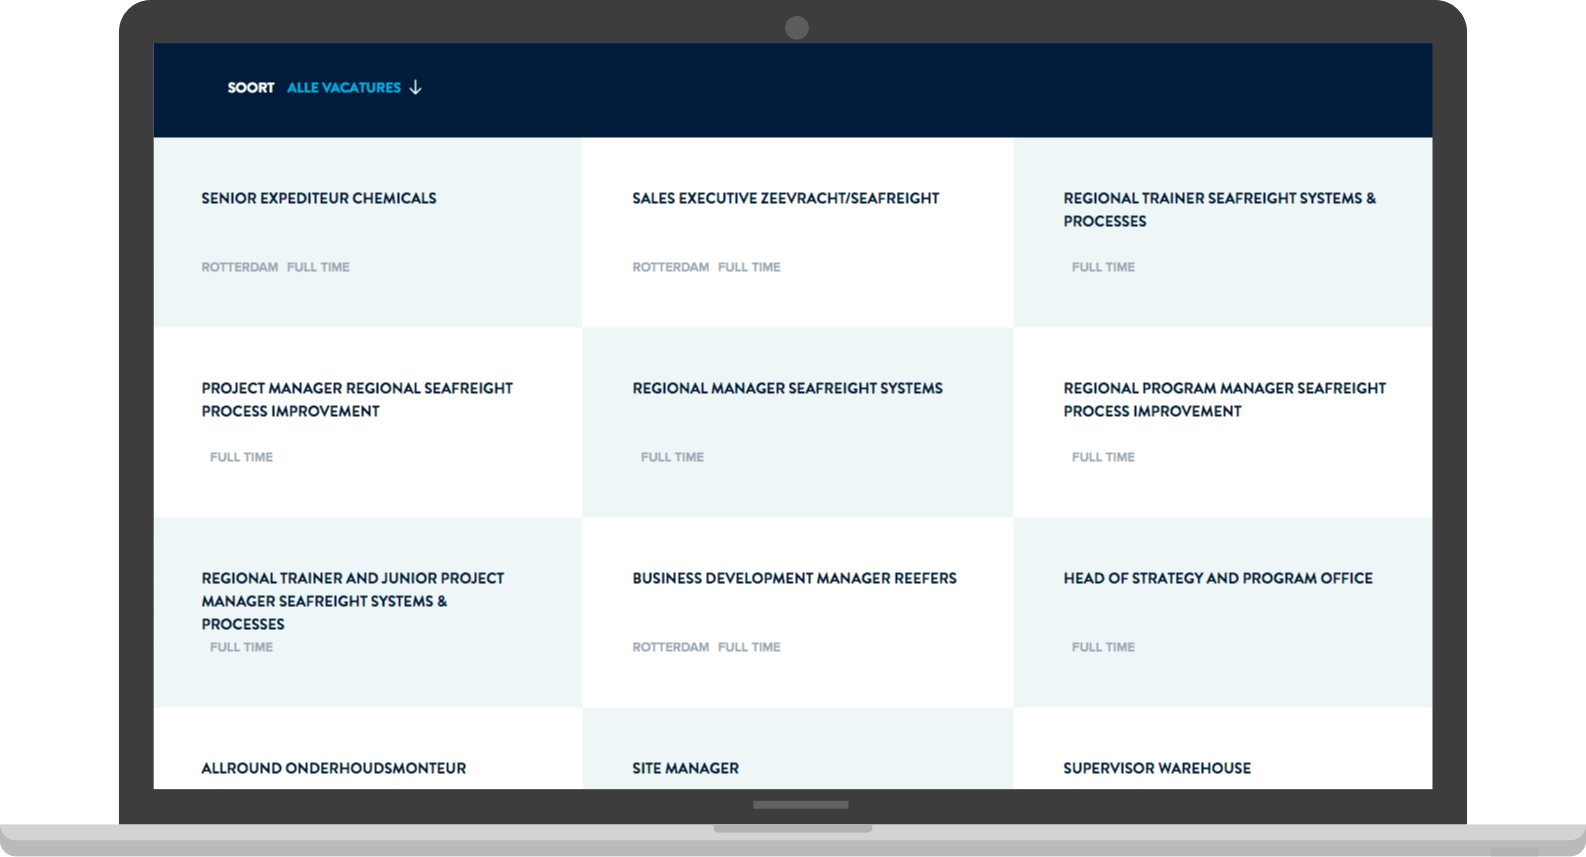 SOORT ALLE VACATURES ↓
SENIOR EXPEDITEUR CHEMICALS
ROTTERDAM FULL TIME
SALES EXECUTIVE ZEEVRACHT/SEAFREIGHT
ROTTERDAM FULL TIME
REGIONAL TRAINER SEAFREIGHT SYSTEMS &
PROCESSES
FULL TIME
PROJECT MANAGER REGIONAL SEAFREIGHT
PROCESS IMPROVEMENT
FULL TIME
REGIONAL MANAGER SEAFREIGHT SYSTEMS
FULL TIME
REGIONAL PROGRAM MANAGER SEAFREIGHT
PROCESS IMPROVEMENT
FULL TIME
REGIONAL TRAINER AND JUNIOR PROJECT
MANAGER SEAFREIGHT SYSTEMS &
PROCESSES
FULL TIME
BUSINESS DEVELOPMENT MANAGER REEFERS
ROTTERDAM FULL TIME
HEAD OF STRATEGY AND PROGRAM OFFICE
FULL TIME
ALLROUND ONDERHOUDSMONTEUR
SITE MANAGER
SUPERVISOR WAREHOUSE